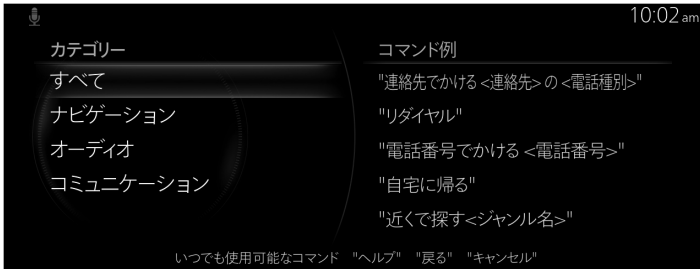 10:02 am
カテゴリー
すべて
ナビゲーション
オーディオ
コミュニケーション
コマンド例
"連絡先でかける <連絡先> の <電話種別>"
"リダイヤル"
"電話番号でかける <電話番号>"
"自宅に帰る"
"近くで探す<ジャンル名>"
いつでも使用可能なコマンド "ヘルプ" "戻る" "キャンセル"